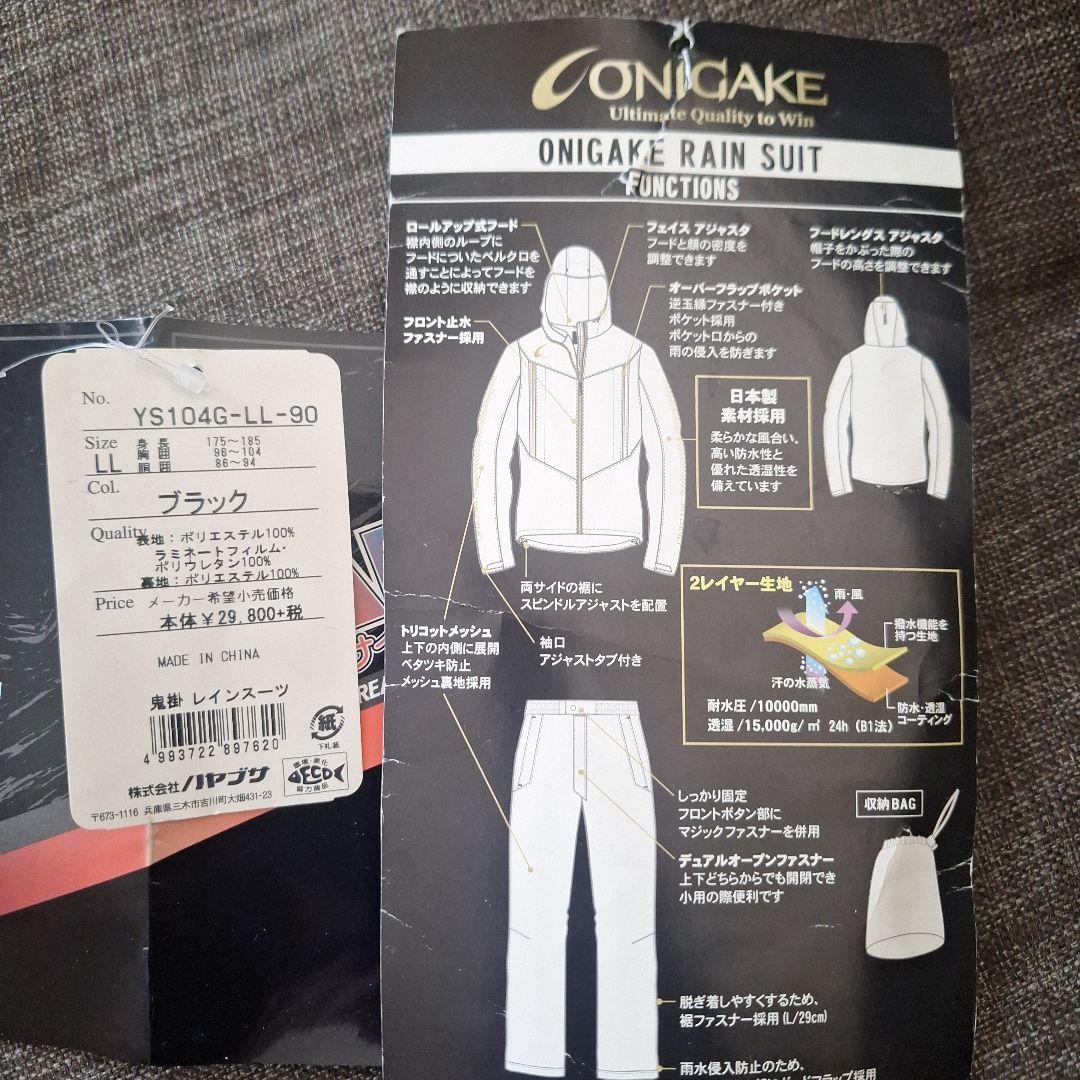 No.
YS104G-LL-90
Size
LL
身長 175～185
胸囲 96～104
胴囲 86～94
Col.
ブラック
Quality
表地：ポリエステル100%
ラミネートフィルム・
ポリウレタン100%
裏地：ポリエステル100%
Price メーカー希望小売価格
本体￥29,800+税
MADE IN CHINA
鬼掛 レインスーツ
4 993722 897620
紙
下札:紙
株式会社ハヤブサ
環境・美化
ECO
協力商品
〒673-1116 兵庫県三木市吉川町大畑431-23
ONIGAKE
Ultimate Quality to Win
ONIGAKE RAIN SUIT
FUNCTIONS
ロールアップ式フード
襟内側のループに
フードについたベルクロを
通すことによってフードを
襟のように収納できます
フェイス アジャスタ
フードと顔の密度を
調整できます
フードレングス アジャスタ
帽子をかぶった際の
フードの高さを調整できます
オーバーフラップポケット
逆玉縁ファスナー付き
ポケット採用
ポケット口からの
雨の侵入を防ぎます
フロント止水
ファスナー採用
日本製
素材採用
柔らかな風合い、
高い防水性と
優れた透湿性を
備えています
両サイドの裾に
スピンドルアジャストを配置
袖口
アジャストタブ付き
トリコットメッシュ
上下の内側に展開
ベタツキ防止
メッシュ裏地採用
2レイヤー生地
雨・風
撥水機能を
持つ生地
汗の水蒸気
防水・透湿
コーティング
耐水圧/10000mm
透湿/15,000g/㎡ 24h (B1法)
しっかり固定
フロントボタン部に
マジックファスナーを併用
収納BAG
デュアルオープンファスナー
上下どちらからでも開閉でき
小用の際便利です
脱ぎ着しやすくするため、
裾ファスナー採用(L/29cm)
雨水侵入防止のため、
ガードフラップ採用